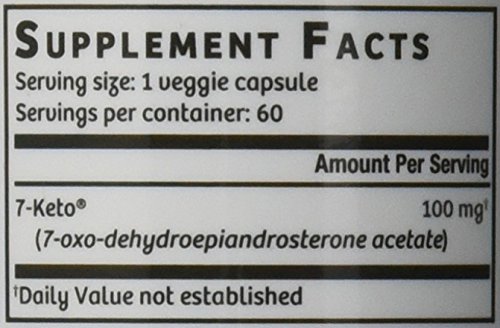 SUPPLEMENT FACTS
Serving size: 1 veggie capsule
Servings per container: 60
Amount Per Serving
7-Keto® 100 mg†
(7-oxo-dehydroepiandrosterone acetate)
†Daily Value not established